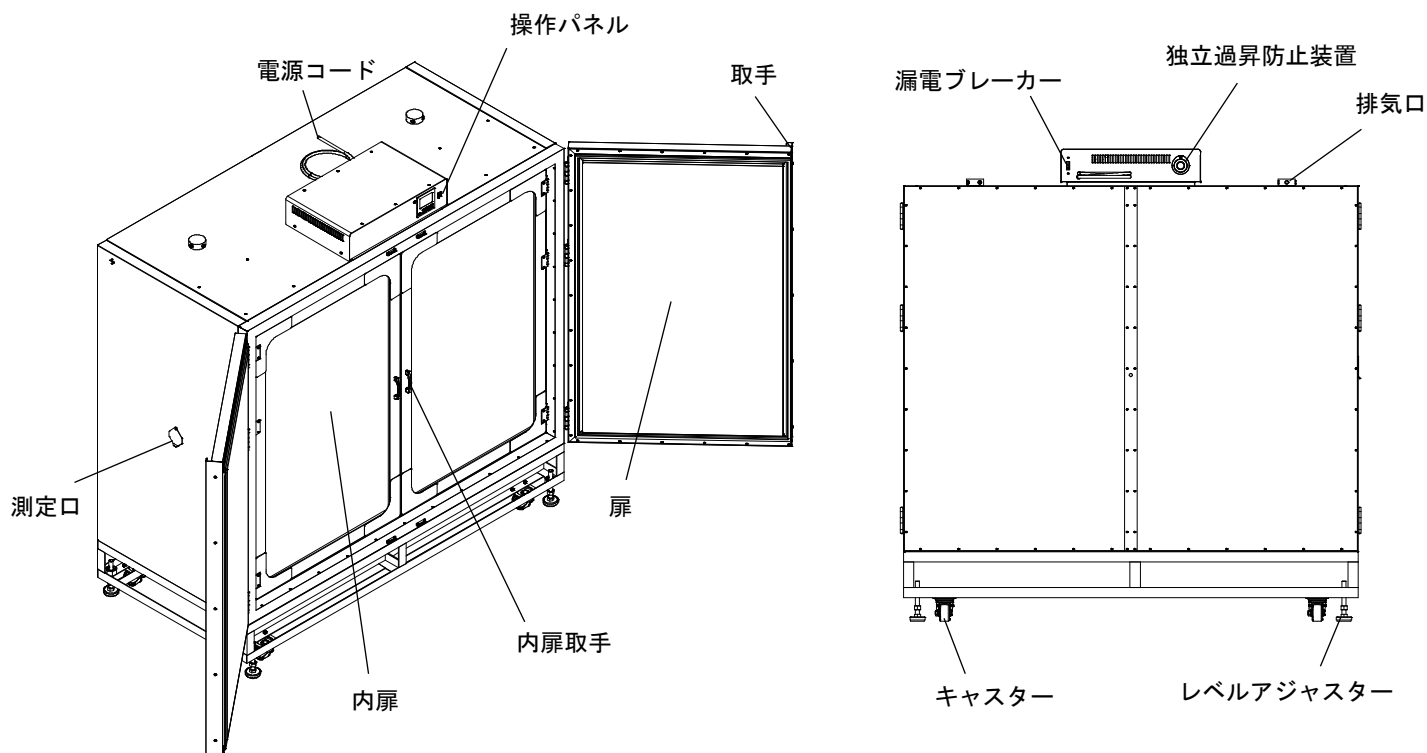 操作パネル
電源コード
取手
測定口
扉
内扉取手
内扉
独立過昇防止装置
漏電ブレーカー
排気口
キャスター
レベルアジャスター